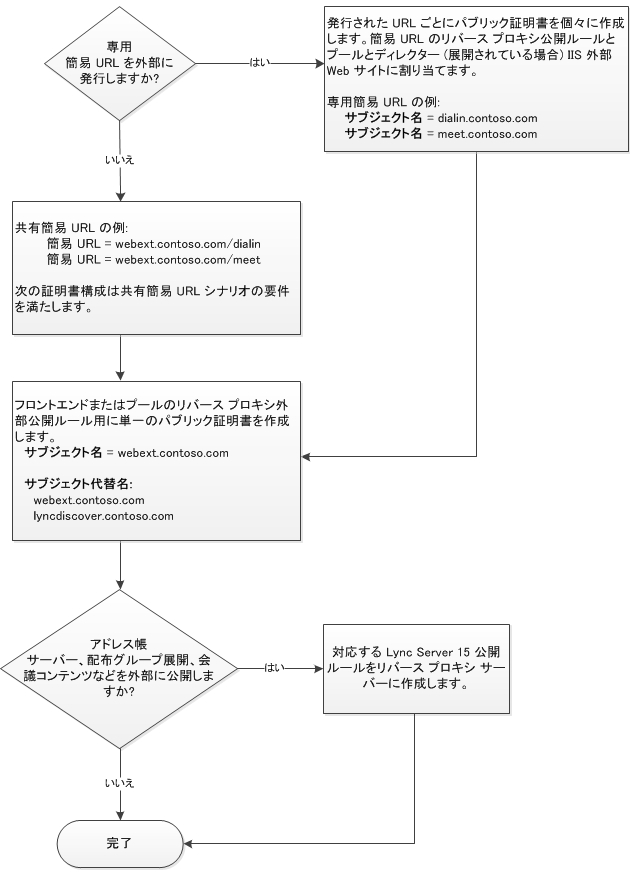 専用
簡易 URL を外部に
発行しますか?
はい
発行された URL ごとにパブリック証明書を個々に作成
します。簡易 URL のリバース プロキシ公開ルールと
プールとディレクター (展開されている場合) IIS 外部
Web サイトに割り当てます。
専用簡易 URL の例:
サブジェクト名 = dialin.contoso.com
サブジェクト名 = meet.contoso.com
いいえ
共有簡易 URL の例:
簡易 URL = webext.contoso.com/dialin
簡易 URL = webext.contoso.com/meet
次の証明書構成は共有簡易 URL シナリオの要件
を満たします。
フロントエンドまたはプールのリバース プロキシ外
部公開ルール用に単一のパブリック証明書を作成
します。
サブジェクト名 = webext.contoso.com
サブジェクト代替名:
webext.contoso.com
lyncdiscover.contoso.com
アドレス帳
サーバー、配布グループ展開、会
議コンテンツなどを外部に公開しま
すか?
はい
対応する Lync Server 15 公開
ルールをリバース プロキシ サー
バーに作成します。
いいえ
完了